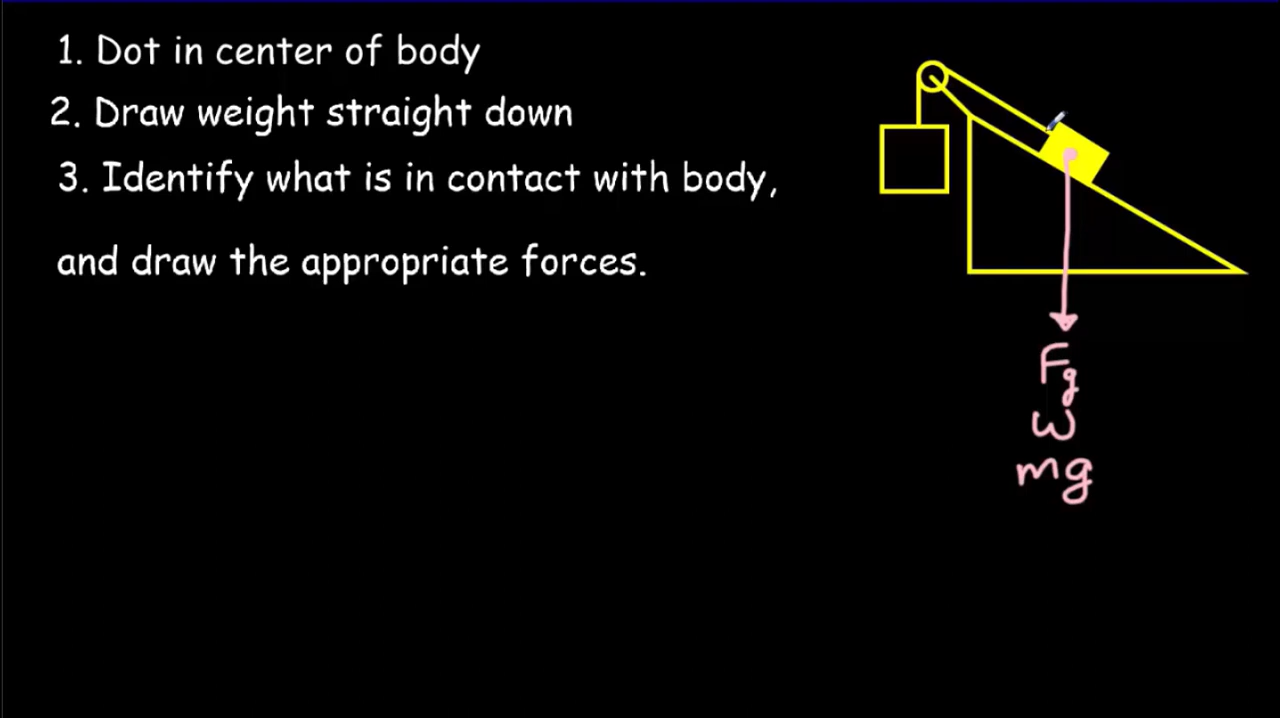 1. Dot in center of body
2. Draw weight straight down
3. Identify what is in contact with body,
and draw the appropriate forces.
Fg
w
mg